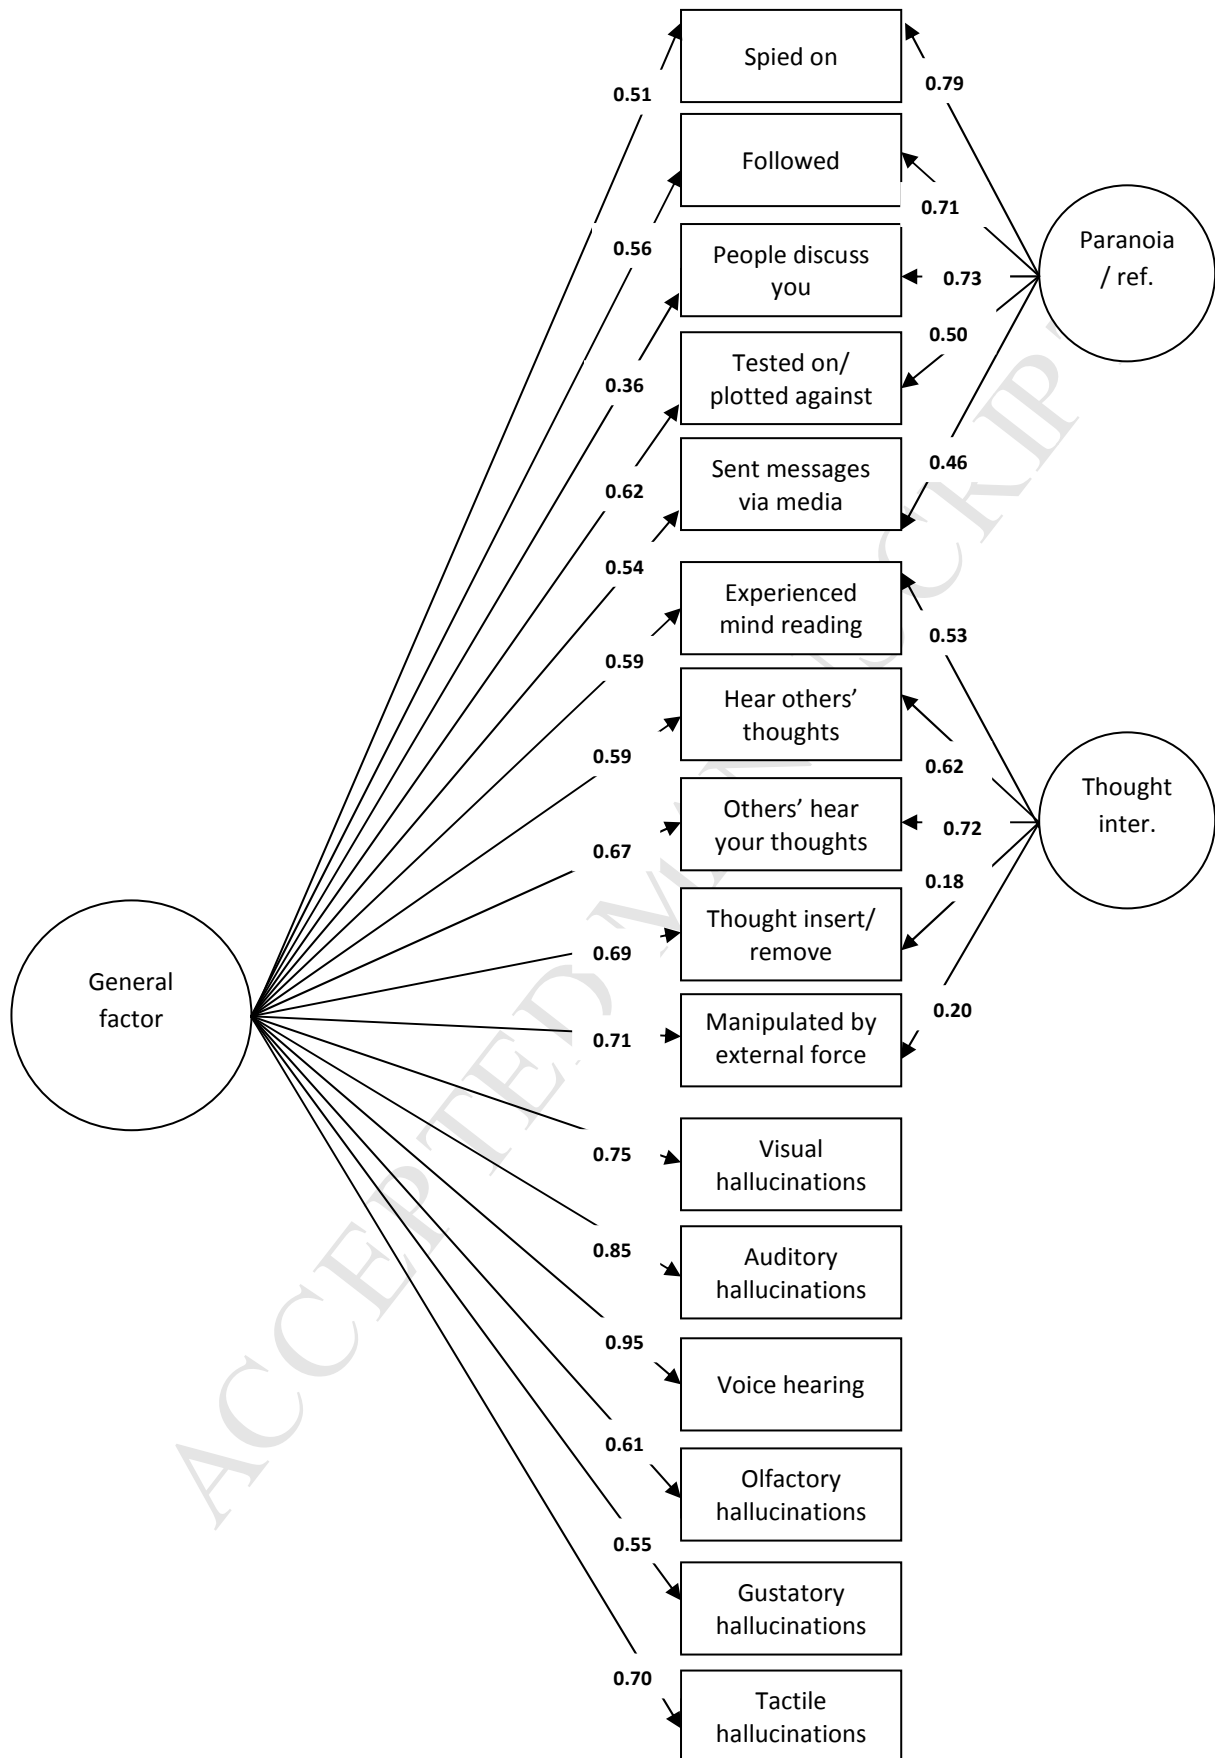 Spied on
0.79
0.51
Followed
0.71
Paranoia
/ ref.
0.56
People discuss
you
0.73
0.50
0.36
Tested on/
plotted against
0.46
0.62
Sent messages
via media
0.54
Experienced
mind reading
0.53
0.59
Hear others’
thoughts
0.62
0.59
Thought
inter.
Others’ hear
your thoughts
0.72
0.67
0.18
Thought insert/
remove
0.69
General
factor
0.20
Manipulated by
external force
0.71
Visual
hallucinations
0.75
Auditory
hallucinations
0.85
Voice hearing
0.95
Olfactory
hallucinations
0.61
Gustatory
hallucinations
0.55
Tactile
hallucinations
0.70
ACCEPTED MANUSCRIPT